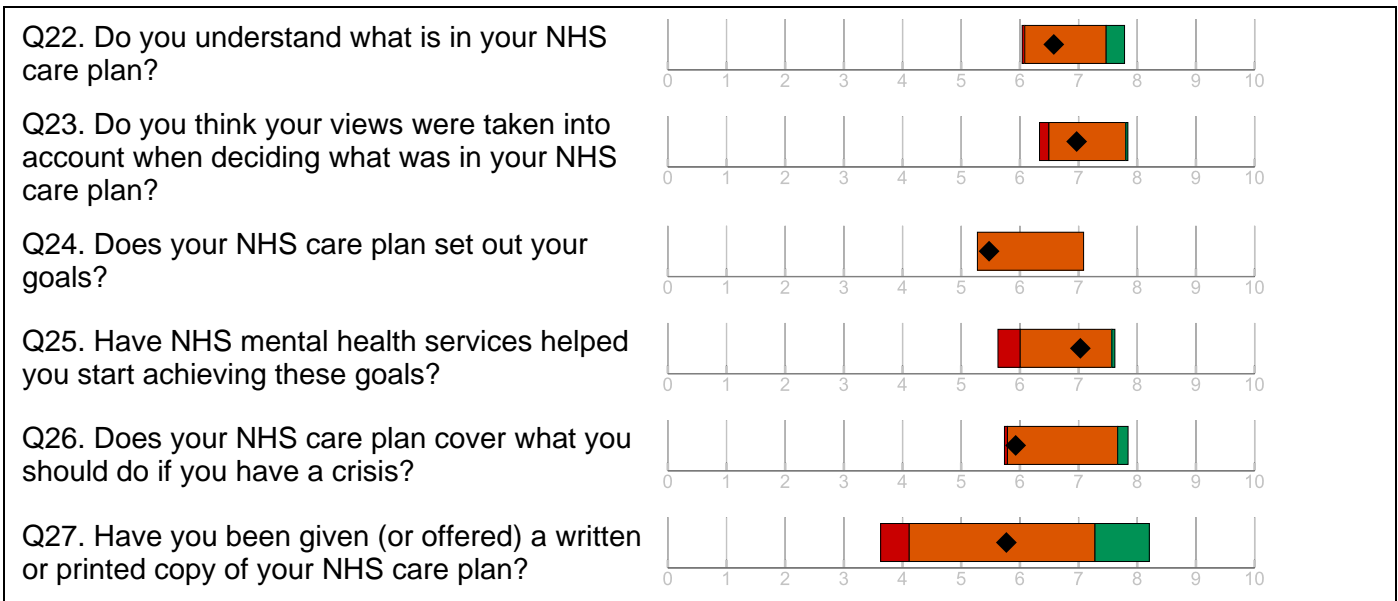 Q22. Do you understand what is in your NHS
care plan?
0 1 2 3 4 5 6 7 8 9 10
Q23. Do you think your views were taken into
account when deciding what was in your NHS
care plan?
0 1 2 3 4 5 6 7 8 9 10
Q24. Does your NHS care plan set out your
goals?
0 1 2 3 4 5 6 7 8 9 10
Q25. Have NHS mental health services helped
you start achieving these goals?
0 1 2 3 4 5 6 7 8 9 10
Q26. Does your NHS care plan cover what you
should do if you have a crisis?
0 1 2 3 4 5 6 7 8 9 10
Q27. Have you been given (or offered) a written
or printed copy of your NHS care plan?
0 1 2 3 4 5 6 7 8 9 10